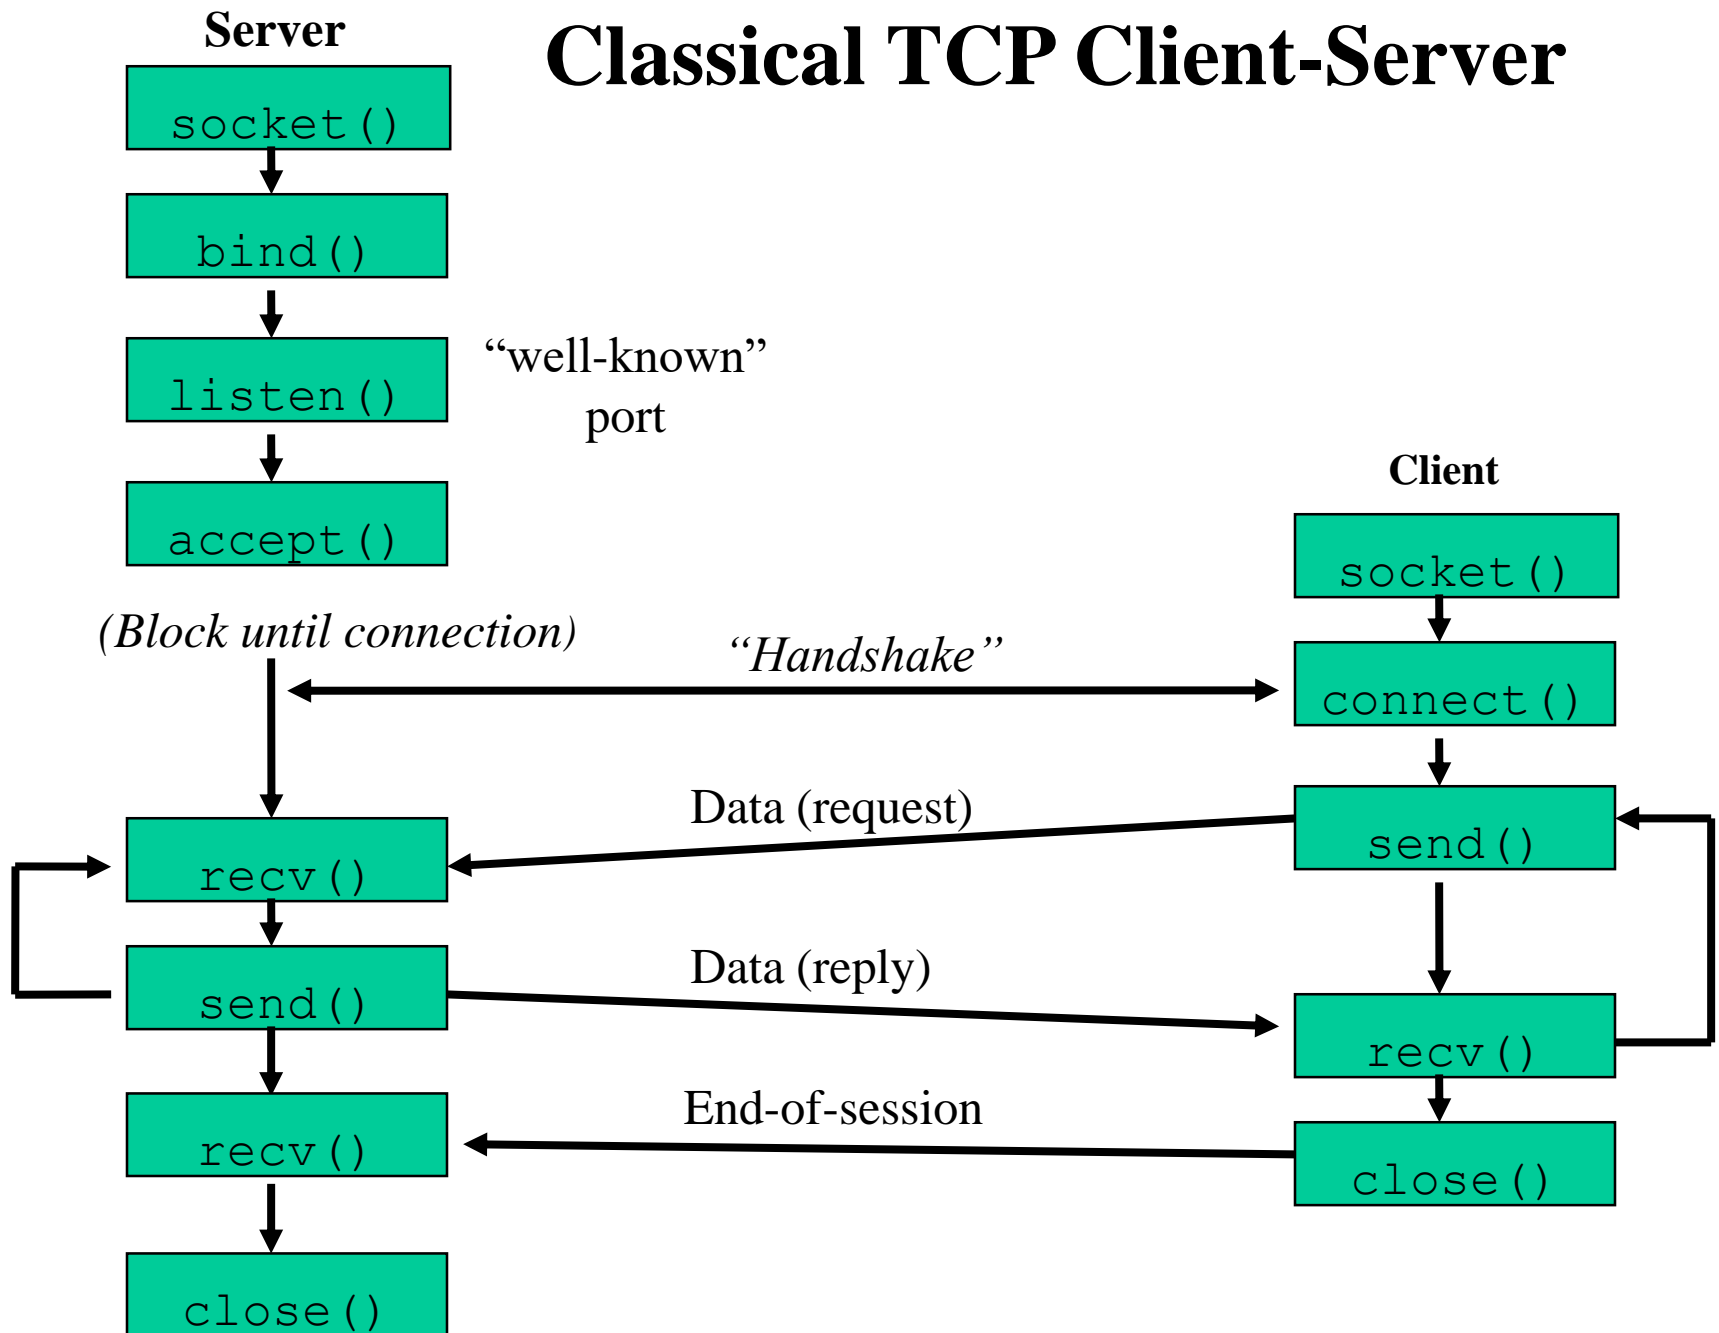 Server
Classical TCP Client-Server
socket()
bind()
listen()
“well-known”
port
accept()
Client
socket()
(Block until connection)
“Handshake”
connect()
Data (request)
send()
recv()
Data (reply)
send()
recv()
End-of-session
recv()
close()
close()